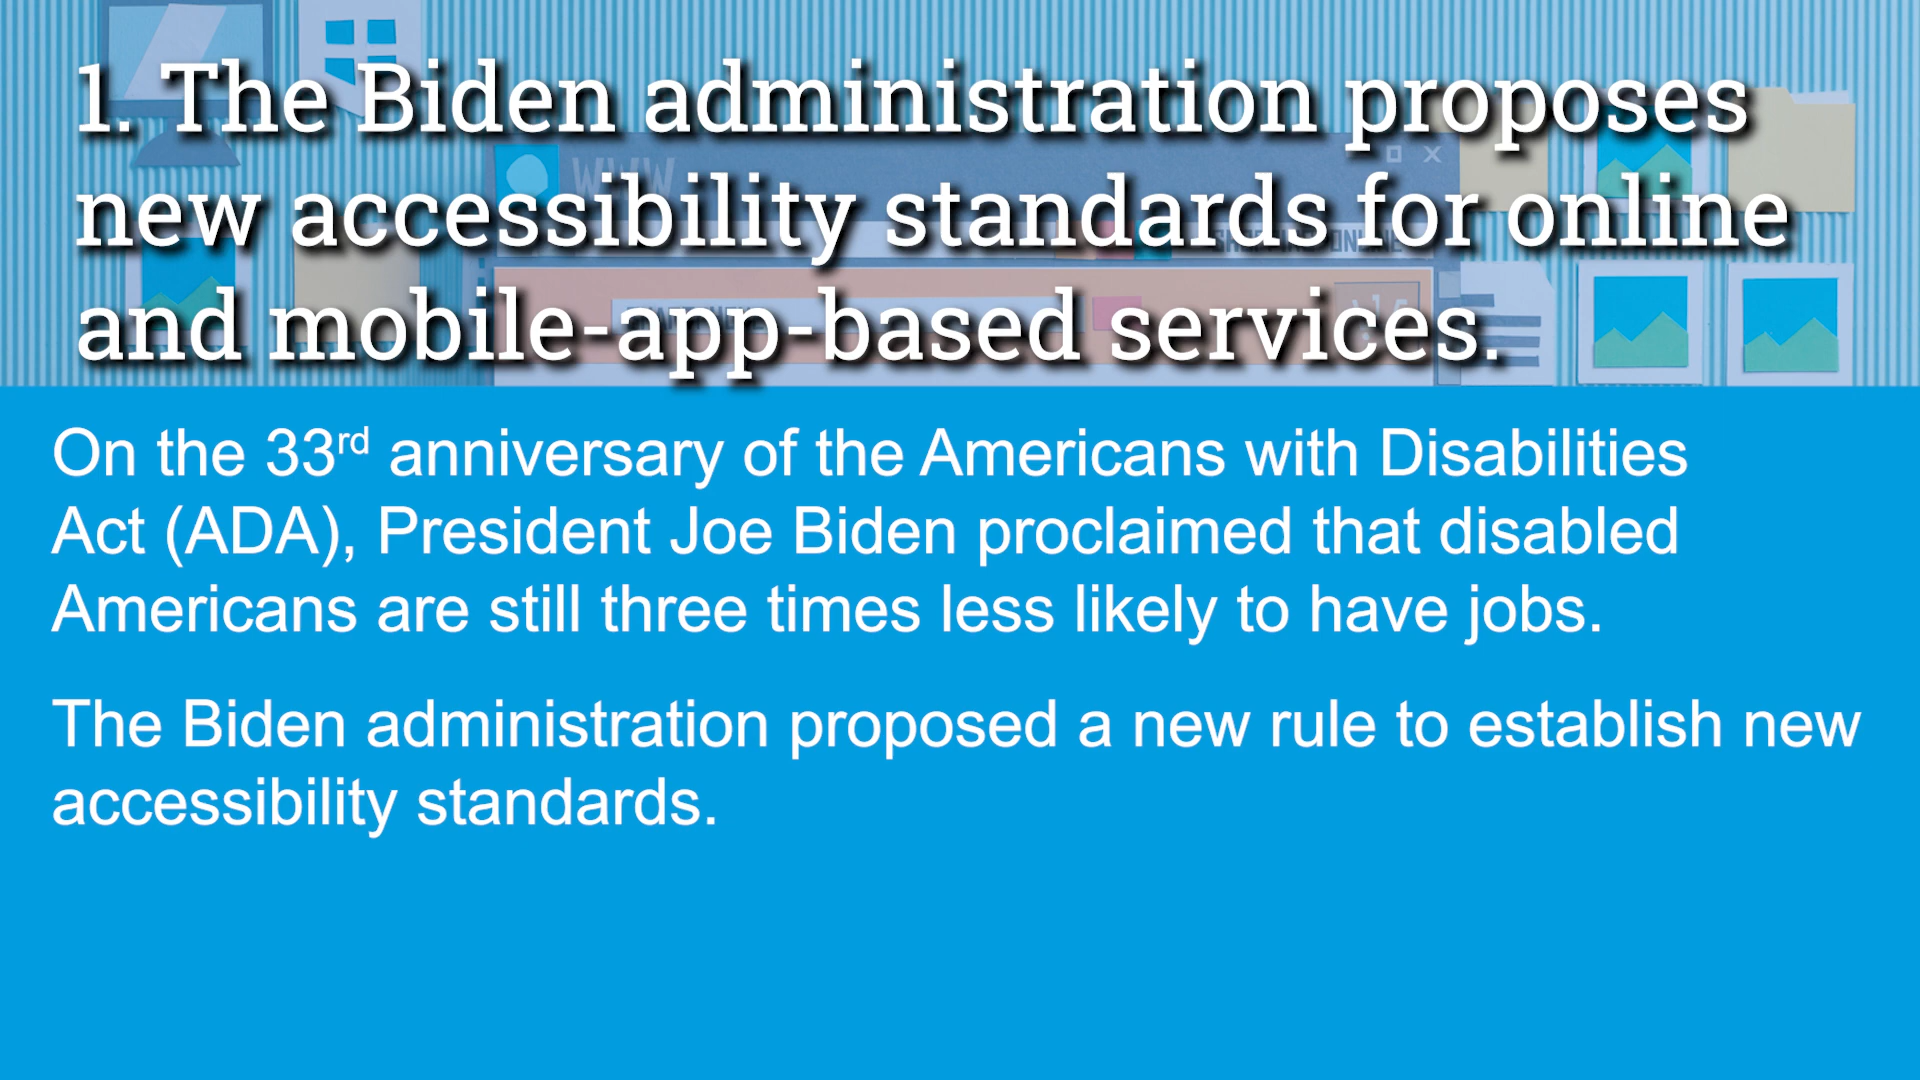 1. The Biden administration proposes
new accessibility standards for online
and mobile-app-based services.
WWW
On the 33rd anniversary of the Americans with Disabilities
Act (ADA), President Joe Biden proclaimed that disabled
Americans are still three times less likely to have jobs.
The Biden administration proposed a new rule to establish new
accessibility standards.